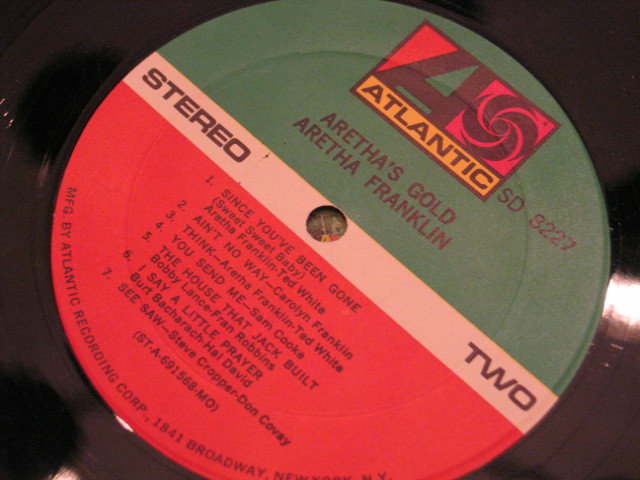 ATLANTIC
ARETHA'S GOLD
ARETHA FRANKLIN
SD 8227
STEREO
TWO
1. SINCE YOU'VE BEEN GONE
(Sweet Sweet Baby)
Aretha Franklin-Ted White
2. AIN'T NO WAY-Carolyn Franklin
3. THINK-Aretha Franklin-Ted White
4. YOU SEND ME-Sam Cooke
5. THE HOUSE THAT JACK BUILT
Bobby Lance-Fran Robbins
6. I SAY A LITTLE PRAYER
Burt Bacharach-Hal David
7. SEE SAW-Steve Cropper-Don Covay
(ST-A-691568-MO)
MFG. BY ATLANTIC RECORDING CORP., 1841 BROADWAY, NEW YORK, N.Y.